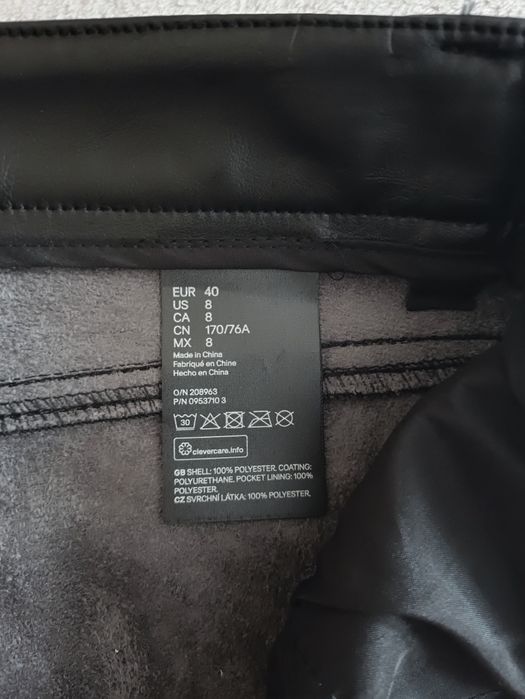 EUR 40
US 8
CA 8
CN 170/76A
MX 8
Made in China
Fabriqué en Chine
Hecho en China
O/N 208963
P/N 0953710 3
30
clevercare.info
GB SHELL: 100% POLYESTER. COATING:
POLYURETHANE. POCKET LINING: 100%
POLYESTER.
CZ SVRCHNÍ LÁTKA: 100% POLYESTER.